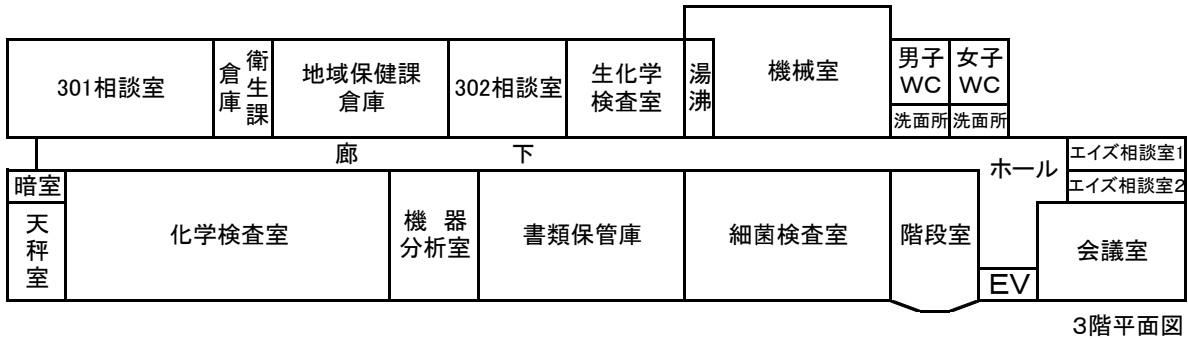 301相談室
衛生課
倉庫
地域保健課
倉庫
302相談室
生化学
検査室
湯沸
機械室
男子
WC
女子
WC
洗面所
洗面所
廊　下
ホール
エイズ相談室1
エイズ相談室2
暗室
天秤室
化学検査室
機 器
分析室
書類保管庫
細菌検査室
階段室
EV
会議室
3階平面図